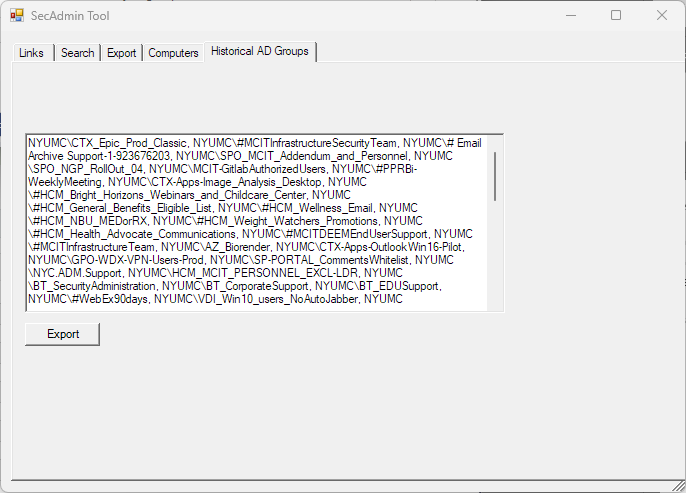 SecAdmin Tool
Links Search Export Computers Historical AD Groups
NYUMC\CTX_Epic_Prod_Classic, NYUMC\#MCITInfrastructureSecurityTeam, NYUMC\# Email
Archive Support-1-923676203, NYUMC\SPO_MCIT_Addendum_and_Personnel, NYUMC
\SPO_NGP_RollOut_04, NYUMC\MCIT-GitlabAuthorizedUsers, NYUMC\#PPRBi-
WeeklyMeeting, NYUMC\CTX-Apps-Image_Analysis_Desktop, NYUMC
\#HCM_Bright_Horizons_Webinars_and_Childcare_Center, NYUMC
\#HCM_General_Benefits_Eligible_List, NYUMC\#HCM_Wellness_Email, NYUMC
\#HCM_NBU_MEDorRX, NYUMC\#HCM_Weight_Watchers_Promotions, NYUMC
\#HCM_Health_Advocate_Communications, NYUMC\#MCITDEEMEndUserSupport, NYUMC
\#MCITInfrastructureTeam, NYUMC\AZ_Biorender, NYUMC\CTX-Apps-OutlookWin16-Pilot,
NYUMC\GPO-WDX-VPN-Users-Prod, NYUMC\SP-PORTAL_CommentsWhitelist, NYUMC
\NYC.ADM.Support, NYUMC\HCM_MCIT_PERSONNEL_EXCL-LDR, NYUMC
\BT_SecurityAdministration, NYUMC\BT_CorporateSupport, NYUMC\BT_EDUSupport,
NYUMC\#WebEx90days, NYUMC\VDI_Win10_users_NoAutoJabber, NYUMC
Export